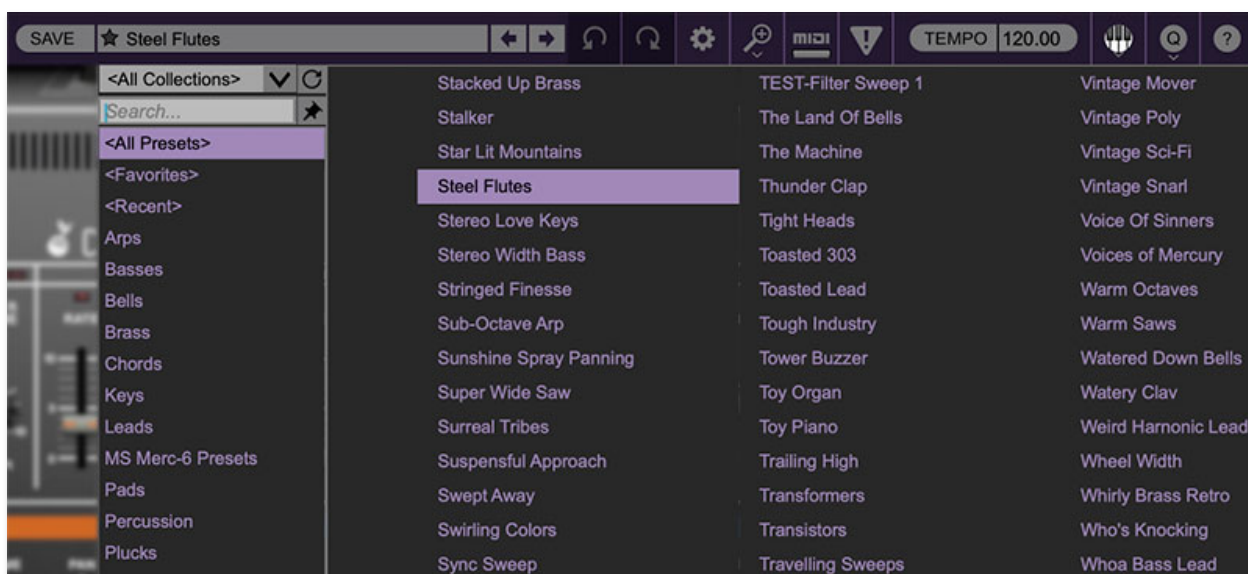 SAVE Steel Flutes midi TEMPO 120.00 Q ?
<All Collections>
Search...
<All Presets>
<Favorites>
<Recent>
Arps
Basses
Bells
Brass
Chords
Keys
Leads
MS Merc-6 Presets
Pads
Percussion
Plucks
Stacked Up Brass
Stalker
Star Lit Mountains
Steel Flutes
Stereo Love Keys
Stereo Width Bass
Stringed Finesse
Sub-Octave Arp
Sunshine Spray Panning
Super Wide Saw
Surreal Tribes
Suspensful Approach
Swept Away
Swirling Colors
Sync Sweep
TEST-Filter Sweep 1
The Land Of Bells
The Machine
Thunder Clap
Tight Heads
Toasted 303
Toasted Lead
Tough Industry
Tower Buzzer
Toy Organ
Toy Piano
Trailing High
Transformers
Transistors
Travelling Sweeps
Vintage Mover
Vintage Poly
Vintage Sci-Fi
Vintage Snarl
Voice Of Sinners
Voices of Mercury
Warm Octaves
Warm Saws
Watered Down Bells
Watery Clav
Weird Harnonic Lead
Wheel Width
Whirly Brass Retro
Who's Knocking
Whoa Bass Lead